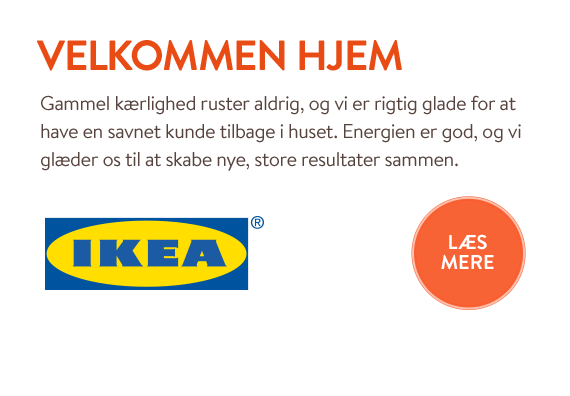 VELKOMMEN HJEM
Gammel kærlighed ruster aldrig, og vi er rigtig glade for at
have en savnet kunde tilbage i huset. Energien er god, og vi
glæder os til at skabe nye, store resultater sammen.
IKEA®
LÆS
MERE